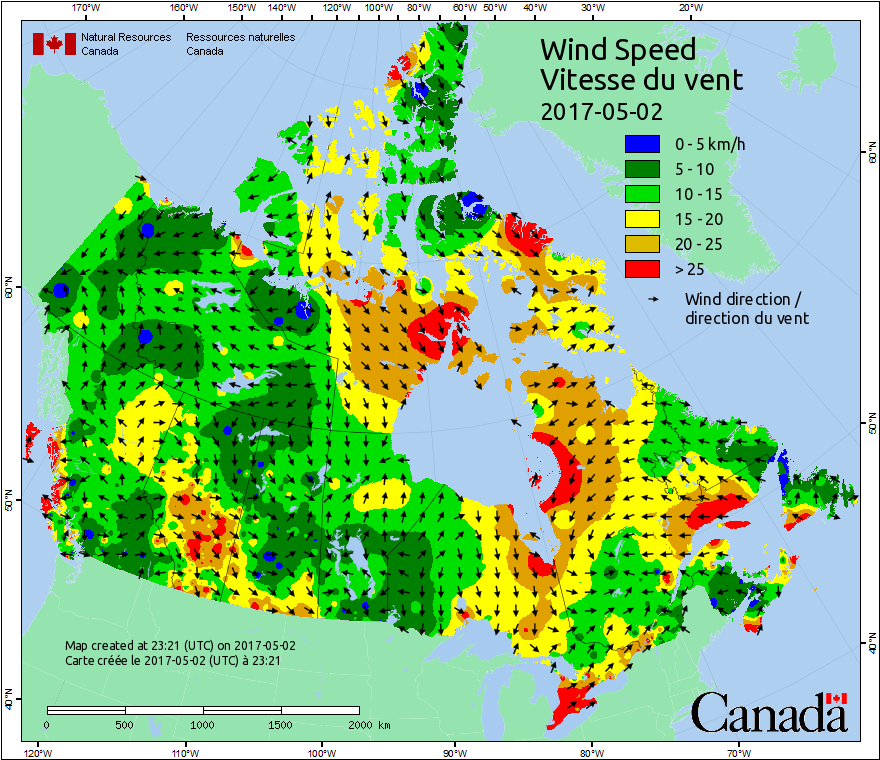 170°W 160°W 150°W 140°W 130°W 120°W 110°W 100°W 90°W 80°W 70°W 60°W 50°W 40°W 30°W 20°W
Natural Resources Canada
Ressources naturelles Canada
Wind Speed
Vitesse du vent
2017-05-02
0 - 5 km/h
5 - 10
10 - 15
15 - 20
20 - 25
> 25
Wind direction /
direction du vent
60°N
60°N
50°N
50°N
40°N
40°N
Map created at 23:21 (UTC) on 2017-05-02
Carte créée le 2017-05-02 (UTC) à 23:21
0 500 1000 1500 2000 km
Canada
120°W 110°W 100°W 90°W 80°W 70°W